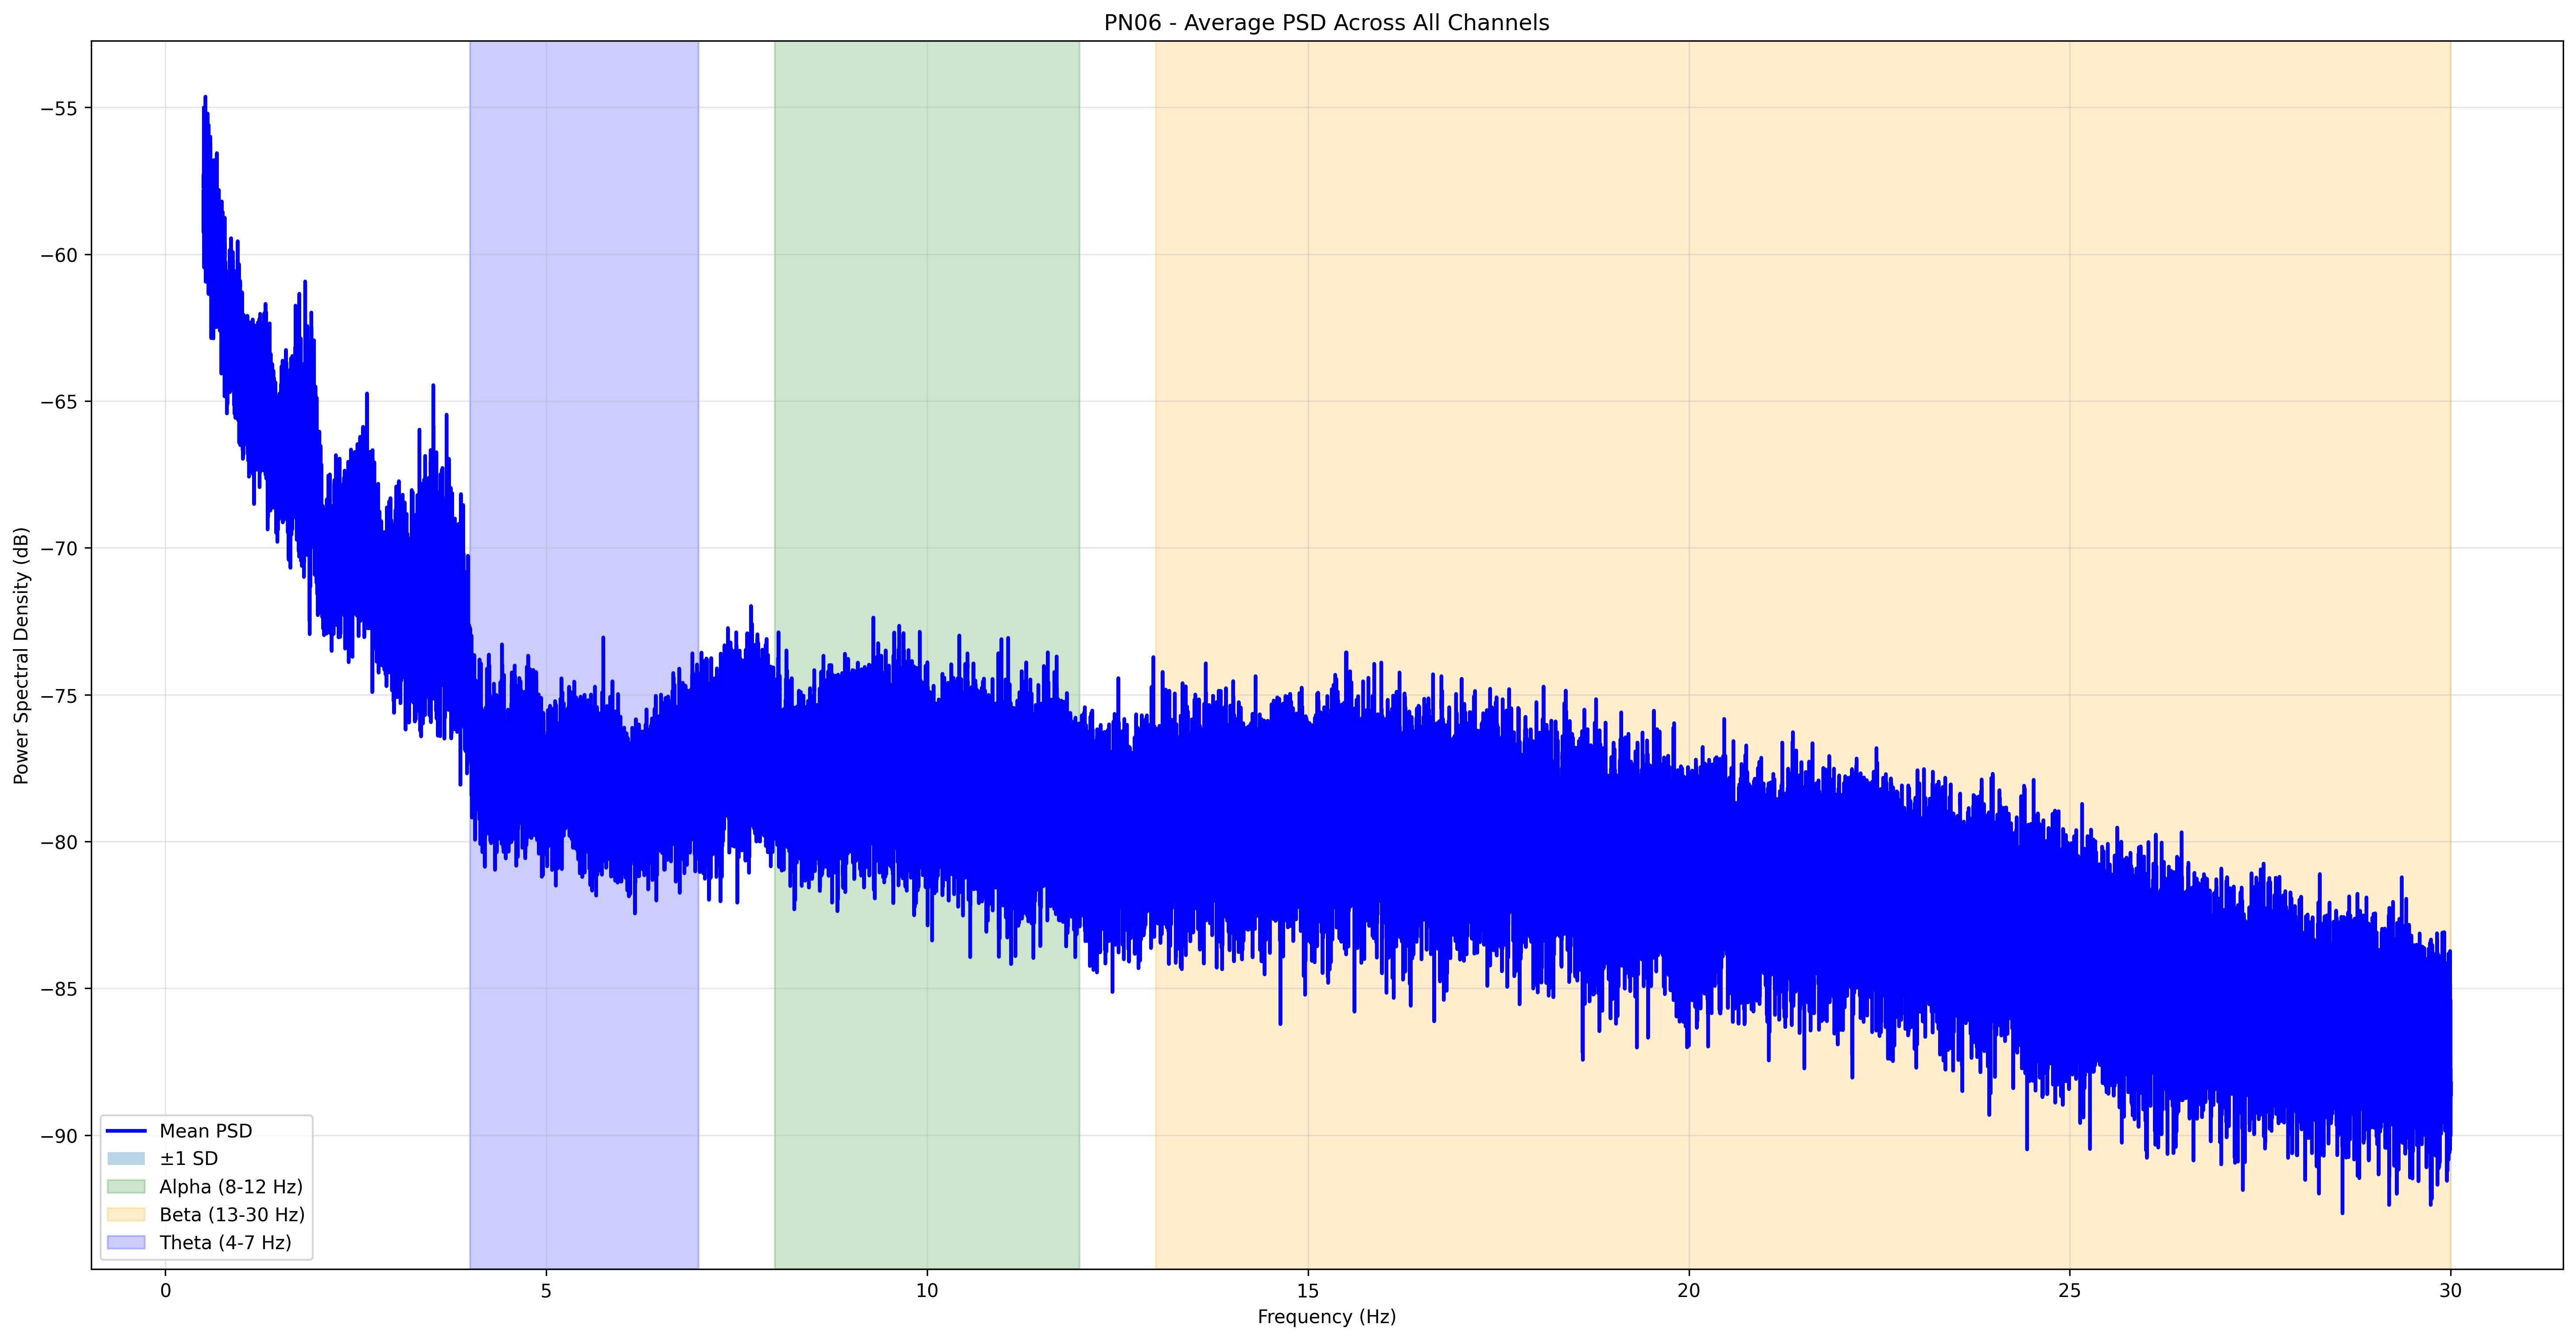 PN06 - Average PSD Across All Channels
Power Spectral Density (dB)
−55
−60
−65
−70
−75
−80
−85
−90
Mean PSD
±1 SD
Alpha (8-12 Hz)
Beta (13-30 Hz)
Theta (4-7 Hz)
0
5
10
15
20
25
30
Frequency (Hz)